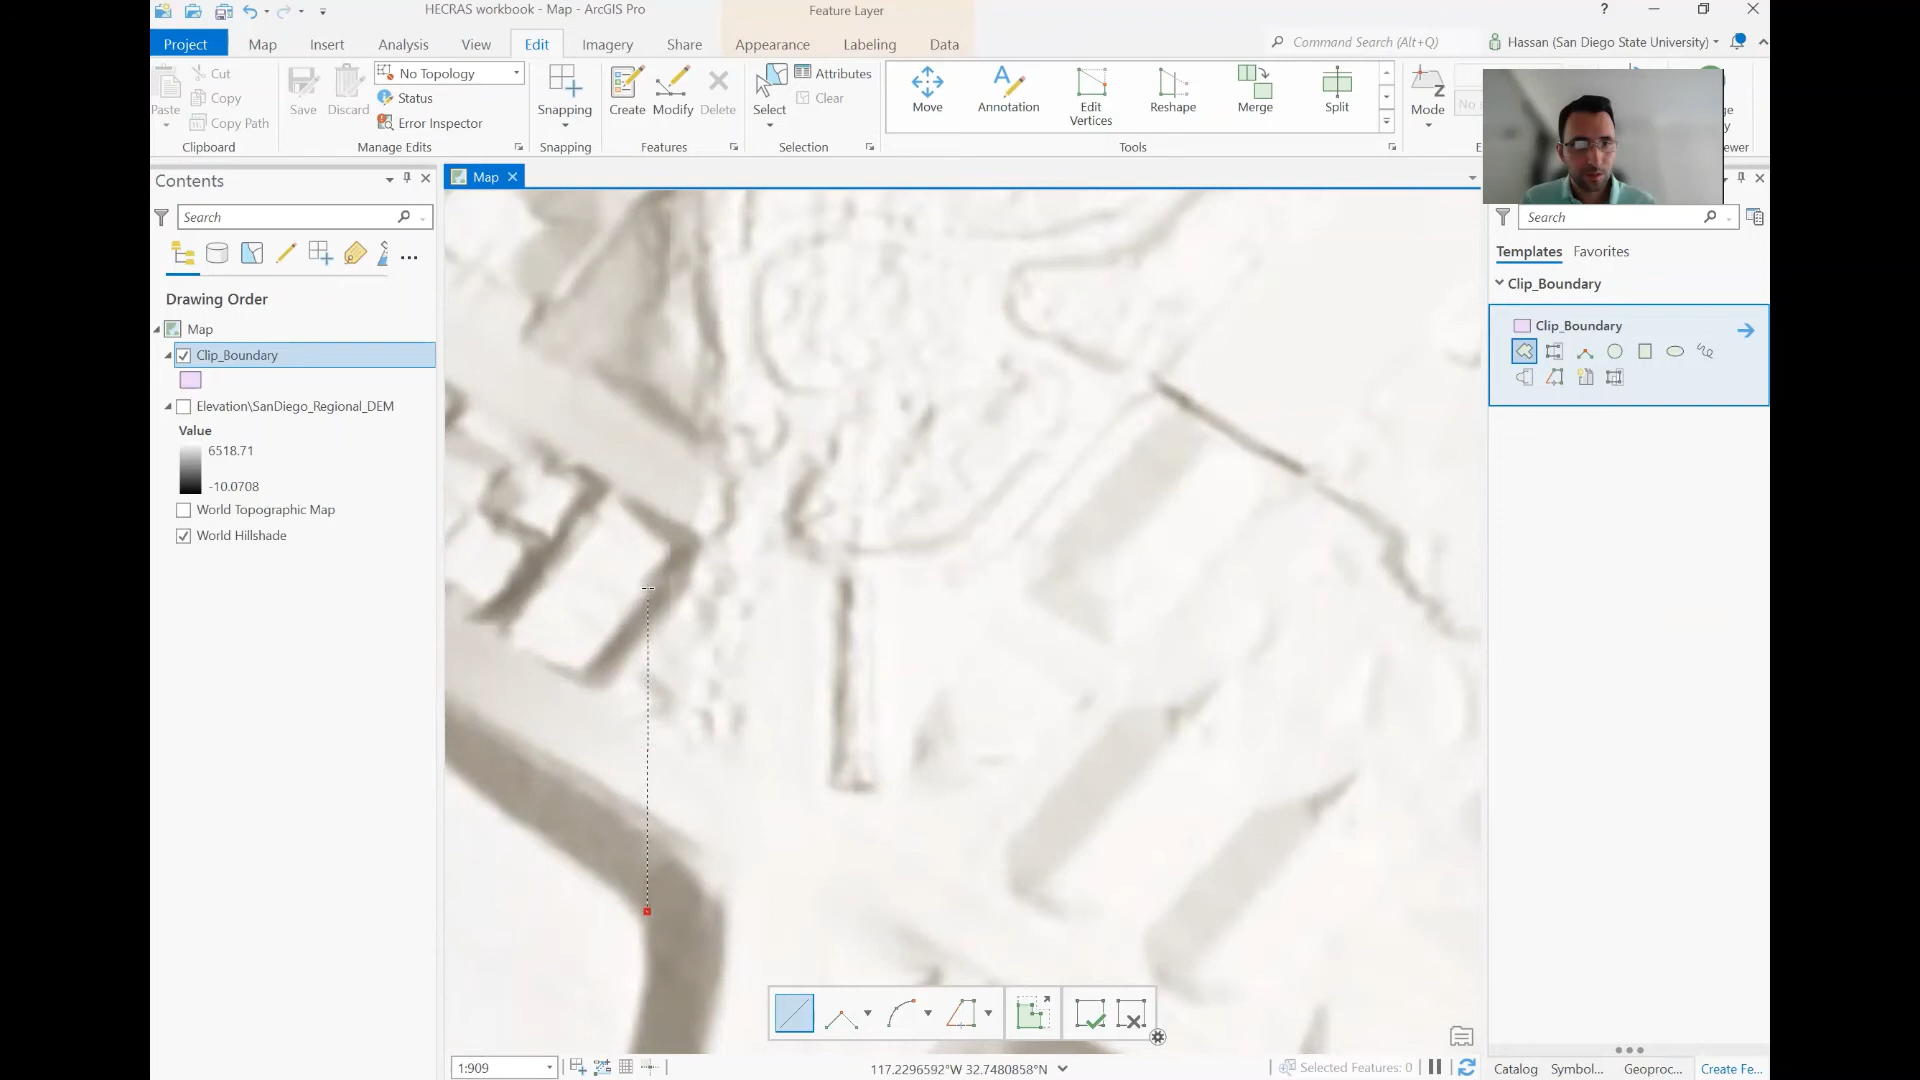 HECRAS workbook - Map - ArcGIS Pro
Feature Layer
?
Project
Map
Insert
Analysis
View
Edit
Imagery
Share
Appearance
Labeling
Data
Command Search (Alt+Q)
Hassan (San Diego State University)
Paste
Cut
Copy
Copy Path
Clipboard
Save
Discard
No Topology
Status
Error Inspector
Manage Edits
Snapping
Snapping
Create
Modify
Delete
Features
Select
Attributes
Clear
Selection
Move
Annotation
Edit
Vertices
Reshape
Merge
Split
Tools
Mode
Contents
Search
Drawing Order
Map
Clip_Boundary
Elevation\SanDiego_Regional_DEM
Value
6518.71
-10.0708
World Topographic Map
World Hillshade
Map
Search
Templates
Favorites
Clip_Boundary
Clip_Boundary
1:909
117.2296592°W 32.7480858°N
Selected Features: 0
Catalog
Symbol...
Geoproc...
Create Fe...